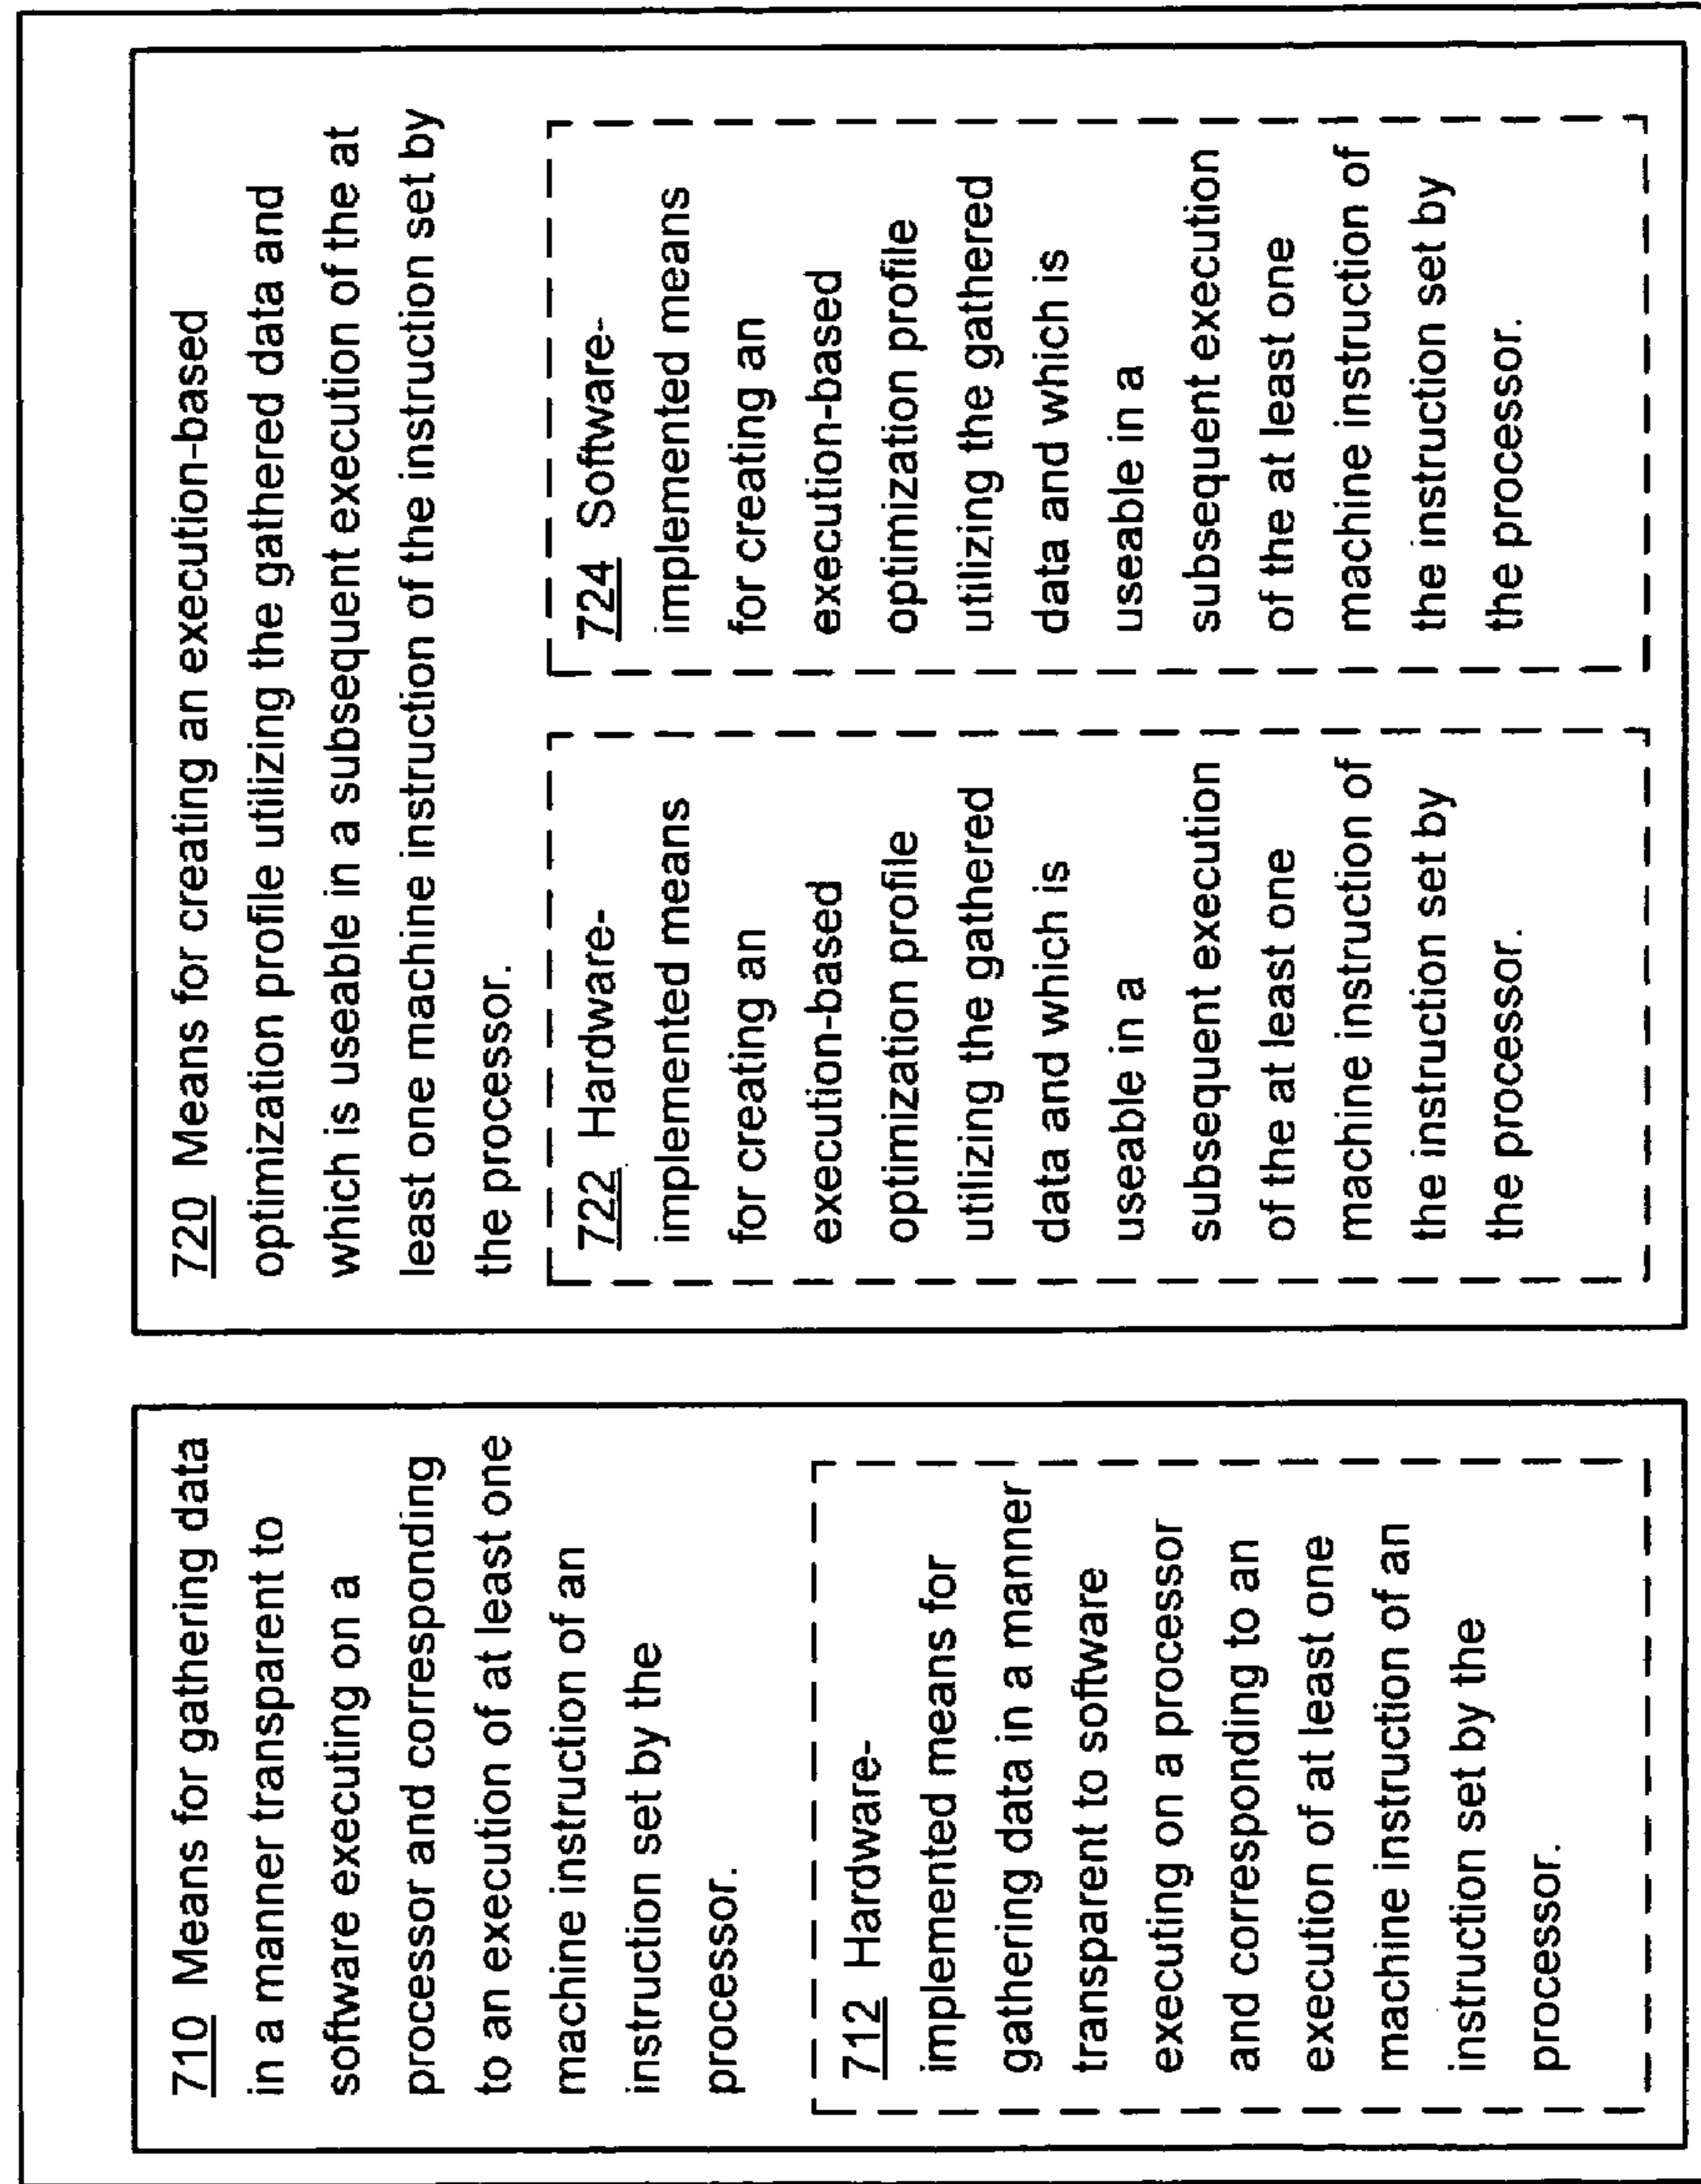 710 Means for gathering data
in a manner transparent to
software executing on a
processor and corresponding
to an execution of at least one
machine instruction of an
instruction set by the
processor.
712 Hardware-
implemented means for
gathering data in a manner
transparent to software
executing on a processor
and corresponding to an
execution of at least one
machine instruction of an
instruction set by the
processor.
720 Means for creating an execution-based
optimization profile utilizing the gathered data and
which is useable in a subsequent execution of the at
least one machine instruction of the instruction set by
the processor.
722 Hardware-
implemented means
for creating an
execution-based
optimization profile
utilizing the gathered
data and which is
useable in a
subsequent execution
of the at least one
machine instruction of
the instruction set by
the processor.
724 Software-
implemented means
for creating an
execution-based
optimization profile
utilizing the gathered
data and which is
useable in a
subsequent execution
of the at least one
machine instruction of
the instruction set by
the processor.